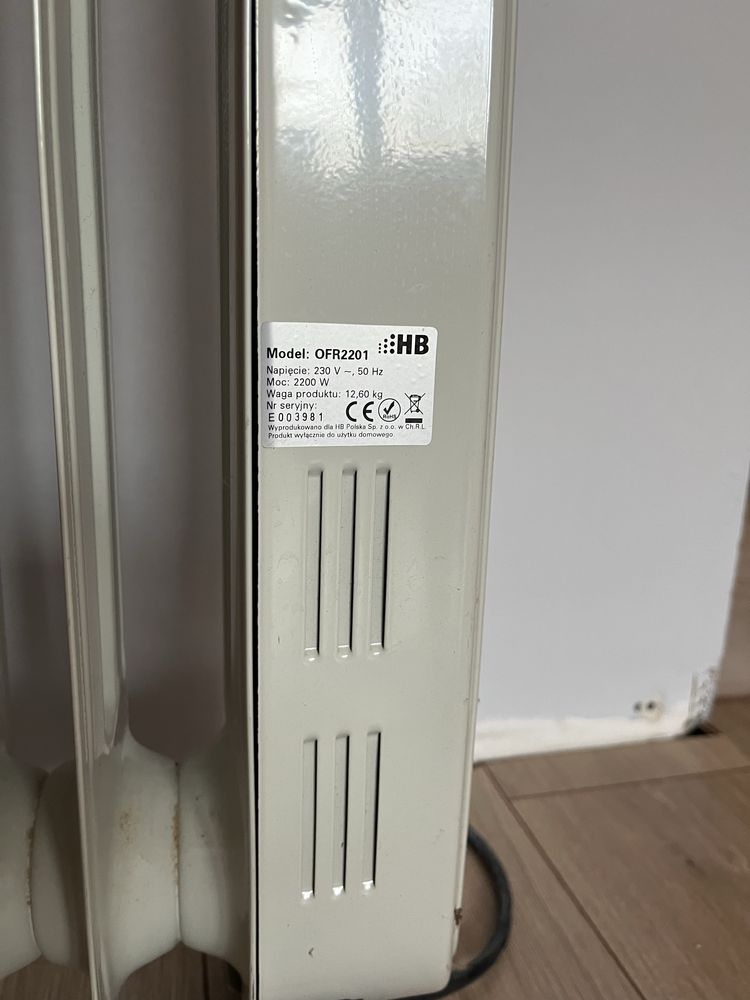 HB
Model: OFR2201
Napięcie: 230 V ~, 50 Hz
Moc: 2200 W
Waga produktu: 12,60 kg
Nr seryjny:
E003981
CE RoHS
Wyprodukowano dla HB Polska Sp. z o.o. w Ch.R.L.
Produkt wyłącznie do użytku domowego